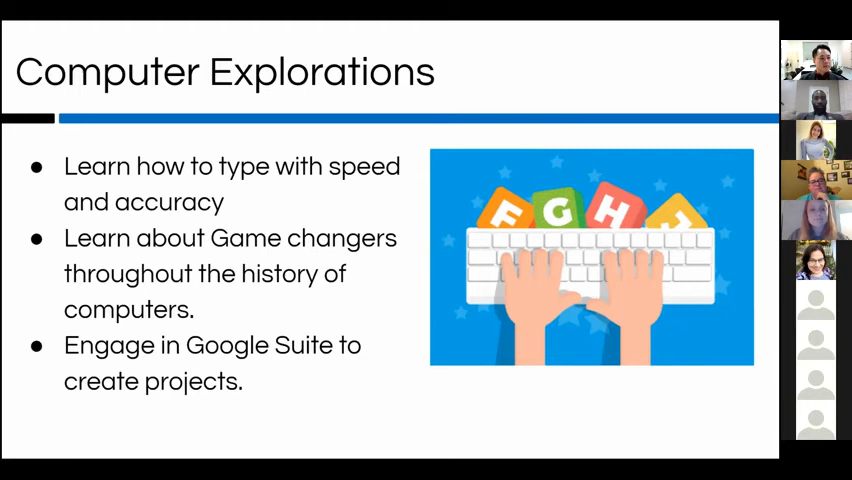 Computer Explorations
● Learn how to type with speed
and accuracy
● Learn about Game changers
throughout the history of
computers.
● Engage in Google Suite to
create projects.
F G H J